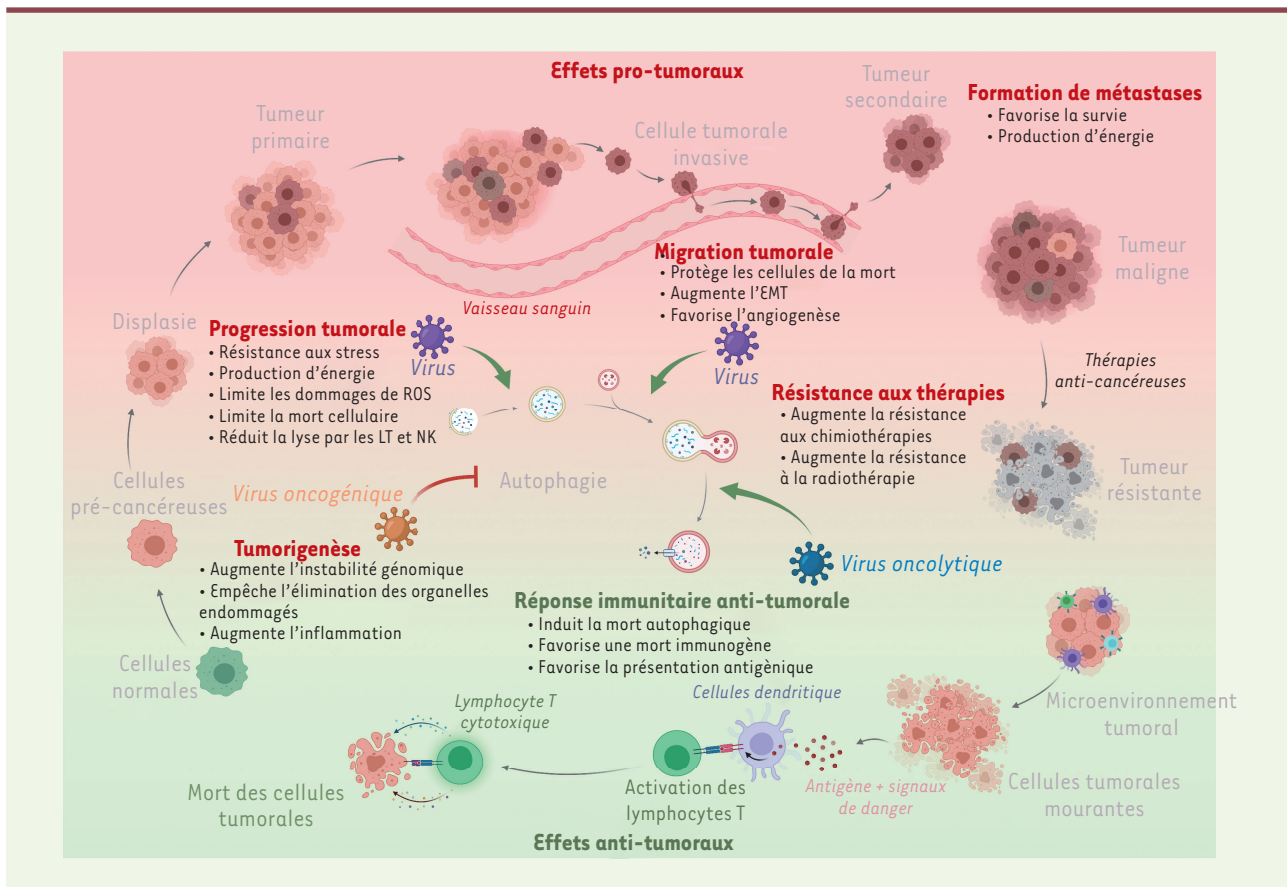 Effets pro-tumoraux
Tumeur
primaire
Cellule tumorale
invasive
Tumeur
secondaire
Formation de métastases
• Favorise la survie
• Production d'énergie
Migration tumorale
• Protège les cellules de la mort
• Augmente l'EMT
• Favorise l'angiogenèse
Tumeur
maligne
Vaisseau sanguin
Displasie
Progression tumorale
• Résistance aux stress
• Production d'énergie
• Limite les dommages de ROS
• Limite la mort cellulaire
• Réduit la lyse par les LT et NK
Virus
Virus
Thérapies
anti-cancéreuses
Résistance aux thérapies
• Augmente la résistance
aux chimiothérapies
• Augmente la résistance
à la radiothérapie
Tumeur
résistante
Cellules
pré-cancéreuses
Virus oncogénique
Autophagie
Tumorigenèse
• Augmente l'instabilité génomique
• Empêche l'élimination des organelles
endommagés
• Augmente l'inflammation
Virus oncolytique
Réponse immunitaire anti-tumorale
• Induit la mort autophagique
• Favorise une mort immunogène
• Favorise la présentation antigènique
Cellules
normales
Microenvironnement
tumoral
Lymphocyte T
cytotoxique
Cellules dendritique
Mort des cellules
tumorales
Activation des
lymphocytes T
Antigène + signaux
de danger
Cellules tumorales
mourantes
Effets anti-tumoraux